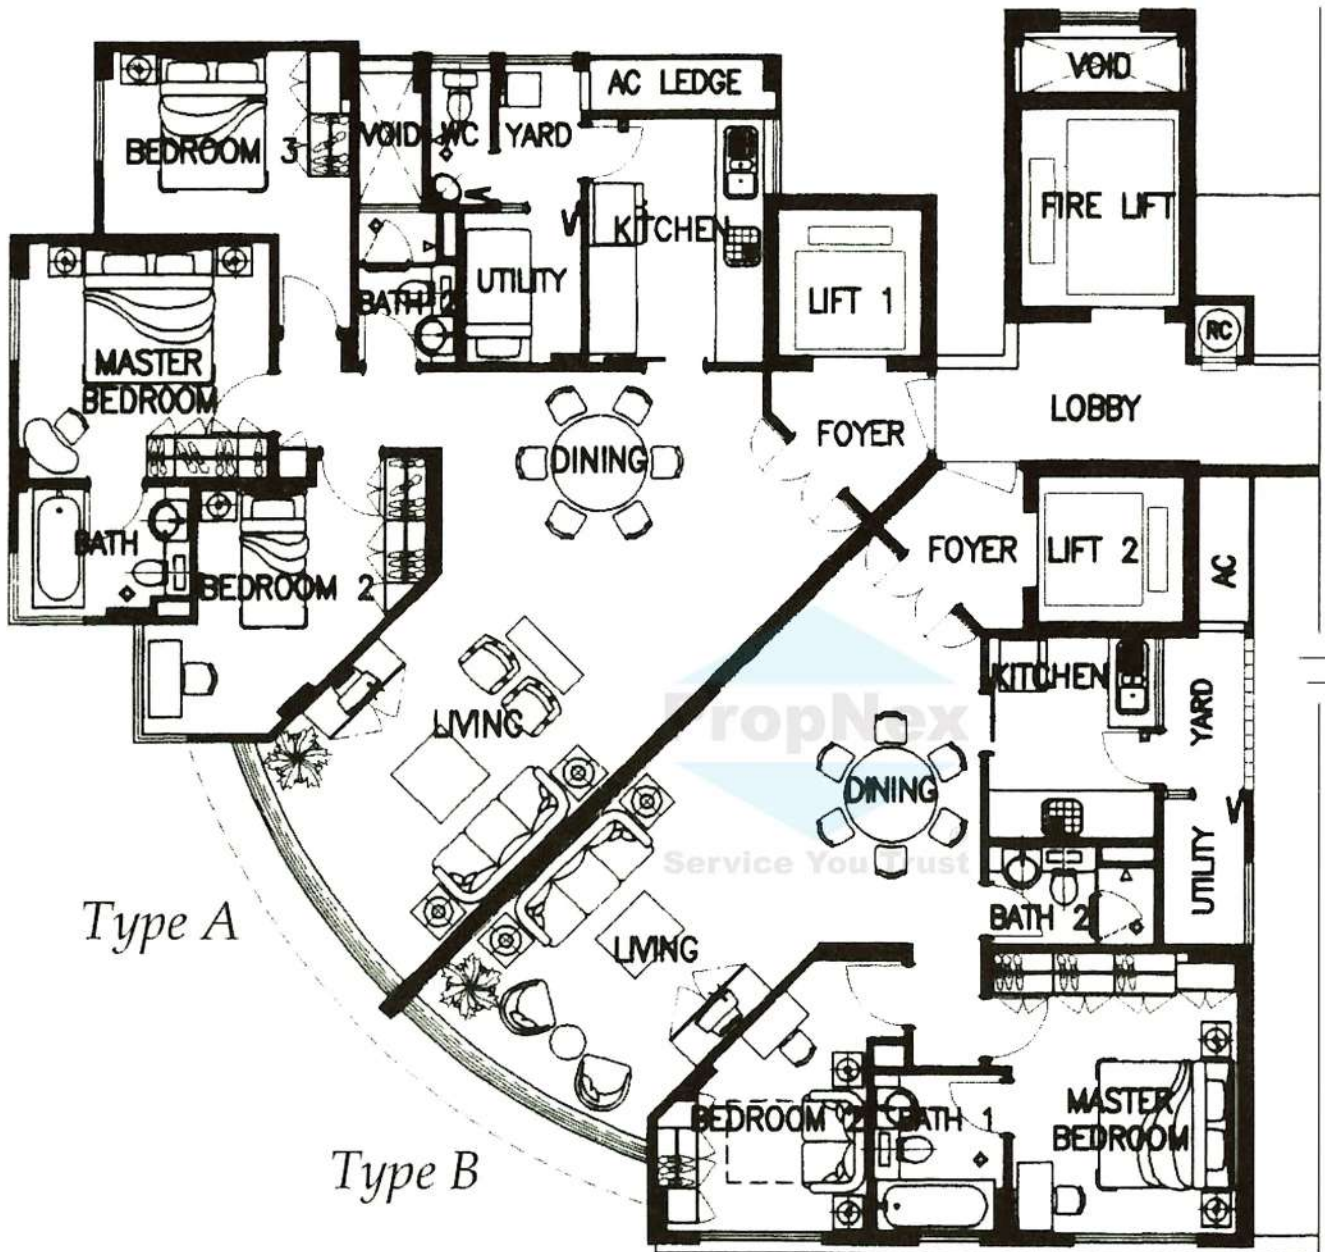 VOID
AC LEDGE
BEDROOM 3
VOID
WC
YARD
FIRE LIFT
KITCHEN
UTILITY
BATH 2
LIFT 1
RC
MASTER
BEDROOM
LOBBY
FOYER
DINING
BATH
BEDROOM 2
FOYER
LIFT 2
AC
LIVING
KITCHEN
YARD
PropNex
DINING
Service You Trust
UTILITY
Type A
BATH 2
LIVING
BEDROOM 2
BATH 1
MASTER
BEDROOM
Type B